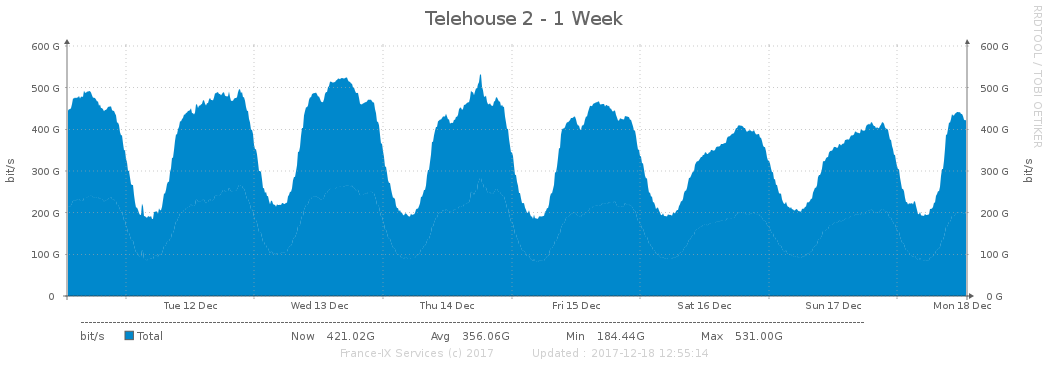 Telehouse 2 - 1 Week
RRDTOOL / TOBI OETIKER
600 G 600 G
500 G 500 G
400 G 400 G
300 G 300 G
200 G 200 G
100 G 100 G
0 0 G
bit/s bit/s
Tue 12 Dec Wed 13 Dec Thu 14 Dec Fri 15 Dec Sat 16 Dec Sun 17 Dec Mon 18 Dec
bit/s Total Now 421.02G Avg 356.06G Min 184.44G Max 531.00G
France-IX Services (c) 2017 Updated : 2017-12-18 12:55:14